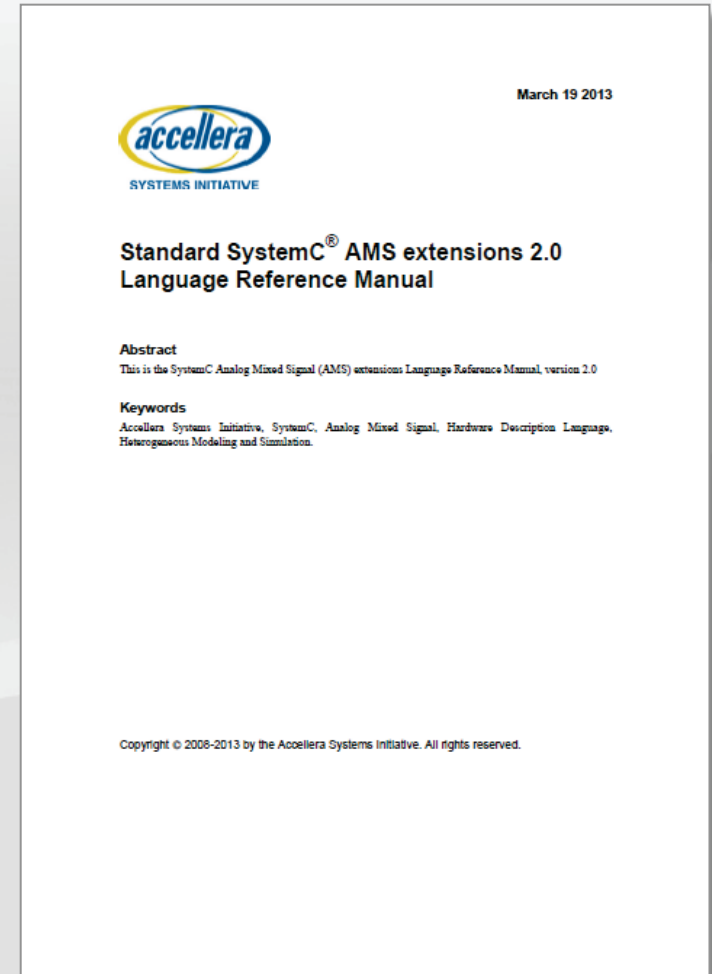 March 19 2013
accellera
SYSTEMS INITIATIVE
Standard SystemC® AMS extensions 2.0
Language Reference Manual
Abstract
This is the SystemC Analog Mixed Signal (AMS) extensions Language Reference Manual, version 2.0
Keywords
Accellera Systems Initiative, SystemC, Analog Mixed Signal, Hardware Description Language,
Heterogeneous Modeling and Simulation.
Copyright © 2008-2013 by the Accellera Systems Initiative. All rights reserved.